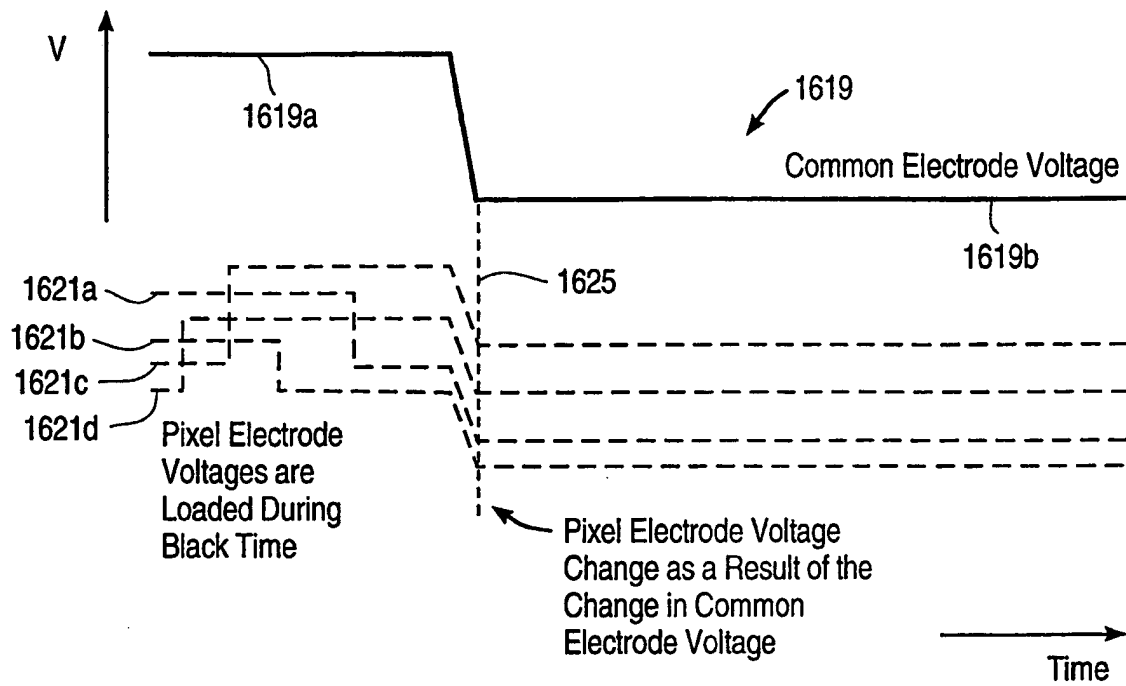 V
1619a
1619
Common Electrode Voltage
1619b
1625
1621a
1621b
1621c
1621d
Pixel Electrode
Voltages are
Loaded During
Black Time
Pixel Electrode Voltage
Change as a Result of the
Change in Common
Electrode Voltage
Time